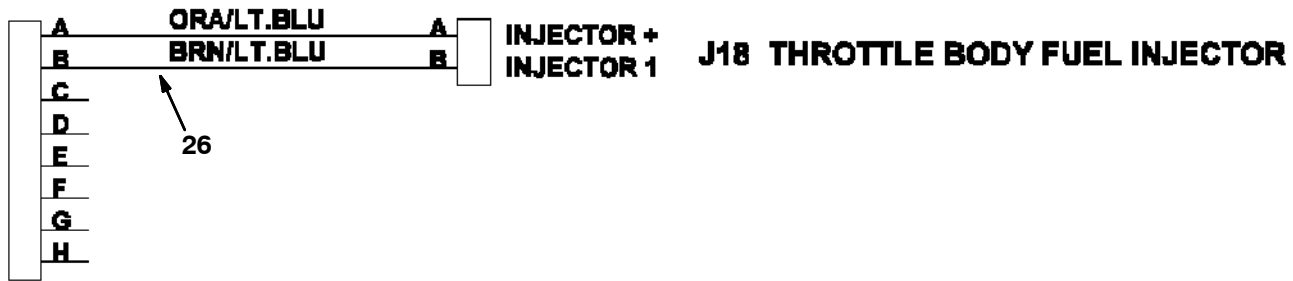 A ORA/LT.BLU A INJECTOR +
B BRN/LT.BLU B INJECTOR 1
J18 THROTTLE BODY FUEL INJECTOR
C
D
26
E
F
G
H